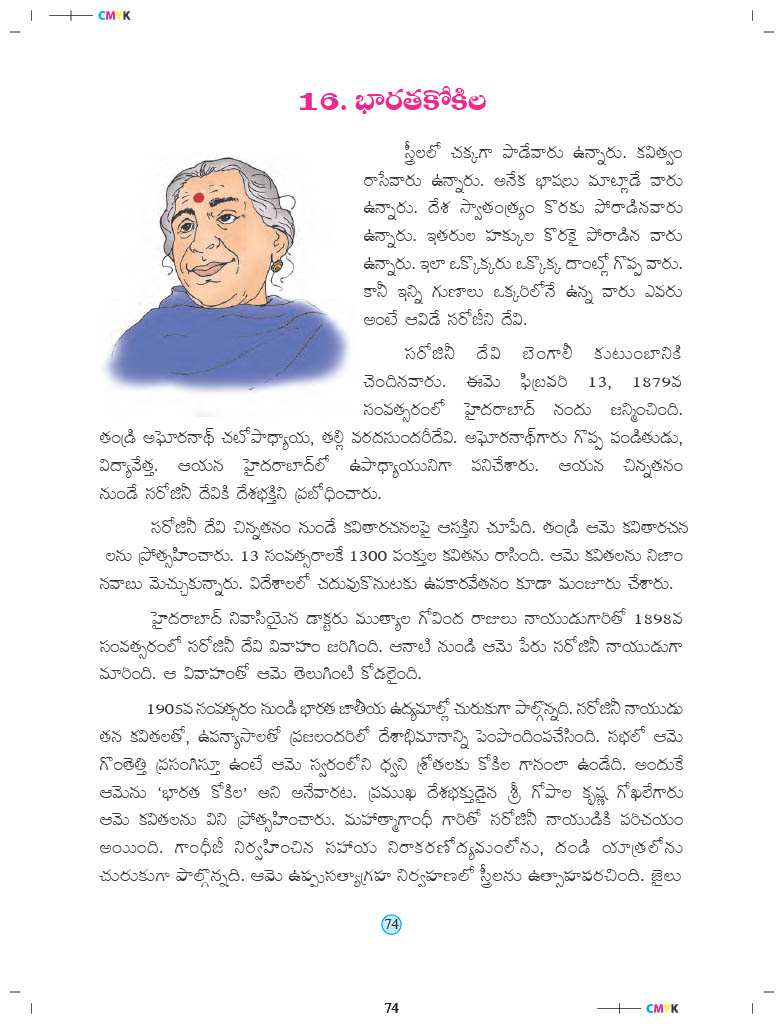 CMYK
16. భారతకోకిల
స్త్రీలలో చక్కగా పాడేవారు ఉన్నారు. కవిత్వం
రాసేవారు ఉన్నారు. అనేక భాషలు మాట్లాడే వారు
ఉన్నారు. దేశ స్వాతంత్ర్యం కొరకు పోరాడినవారు
ఉన్నారు. ఇతరుల హక్కుల కొరకై పోరాడిన వారు
ఉన్నారు. ఇలా ఒక్కొక్కరు ఒక్కొక్క దాంట్లో గొప్ప వారు.
కానీ ఇన్ని గుణాలు ఒక్కరిలోనే ఉన్న వారు ఎవరు
అంటే ఆవిడే సరోజీని దేవి.
సరోజినీ దేవి బెంగాలీ కుటుంబానికి
చెందినవారు. ఈమె ఫిబ్రవరి 13, 1879వ
సంవత్సరంలో హైదరాబాద్ నందు జన్మించింది.
తండ్రి అఘోరనాథ్ చటోపాధ్యాయ, తల్లి వరదసుందరీదేవి. అఘోరనాథ్‌గారు గొప్ప పండితుడు,
విద్యావేత్త. ఆయన హైదరాబాద్‌లో ఉపాధ్యాయునిగా పనిచేశారు. ఆయన చిన్నతనం
నుండే సరోజినీ దేవికి దేశభక్తిని ప్రబోధించారు.
సరోజినీ దేవి చిన్నతనం నుండే కవితారచనలపై ఆసక్తిని చూపేది. తండ్రి ఆమె కవితారచన
లను ప్రోత్సహించారు. 13 సంవత్సరాలకే 1300 పంక్తుల కవితను రాసింది. ఆమె కవితలను నిజాం
నవాబు మెచ్చుకున్నారు. విదేశాలలో చదువుకొనుటకు ఉపకారవేతనం కూడా మంజూరు చేశారు.
హైదరాబాద్ నివాసియైన డాక్టరు ముత్యాల గోవింద రాజులు నాయుడుగారితో 1898వ
సంవత్సరంలో సరోజినీ దేవి వివాహం జరిగింది. ఆనాటి నుండి ఆమె పేరు సరోజినీ నాయుడుగా
మారింది. ఆ వివాహంతో ఆమె తెలుగింటి కోడలైంది.
1905వ సంవత్సరం నుండి భారత జాతీయ ఉద్యమాల్లో చురుకుగా పాల్గొన్నది. సరోజినీ నాయుడు
తన కవితలతో, ఉపన్యాసాలతో ప్రజలందరిలో దేశాభిమానాన్ని పెంపొందింపచేసింది. సభలో ఆమె
గొంతెత్తి ప్రసంగిస్తూ ఉంటే ఆమె స్వరంలోని ధ్వని శ్రోతలకు కోకిల గానంలా ఉండేది. అందుకే
ఆమెను ‘భారత కోకిల’ అని అనేవారట. ప్రముఖ దేశభక్తుడైన శ్రీ గోపాల కృష్ణ గోఖలేగారు
ఆమె కవితలను విని ప్రోత్సహించారు. మహాత్మాగాంధీ గారితో సరోజినీ నాయుడికి పరిచయం
అయింది. గాంధీజీ నిర్వహించిన సహాయ నిరాకరణోద్యమంలోను, దండి యాత్రలోను
చురుకుగా పాల్గొన్నది. ఆమె ఉప్పుసత్యాగ్రహ నిర్వహణలో స్త్రీలను ఉత్సాహపరచింది. జైలు
74
74
CMYK